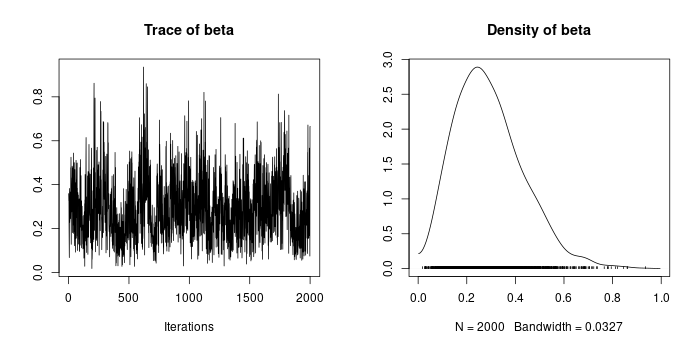 Trace of beta
0.8
0.6
0.4
0.2
0.0
0 500 1000 1500 2000
Iterations
Density of beta
3.0
2.5
2.0
1.5
1.0
0.5
0.0
0.0 0.2 0.4 0.6 0.8 1.0
N = 2000 Bandwidth = 0.0327